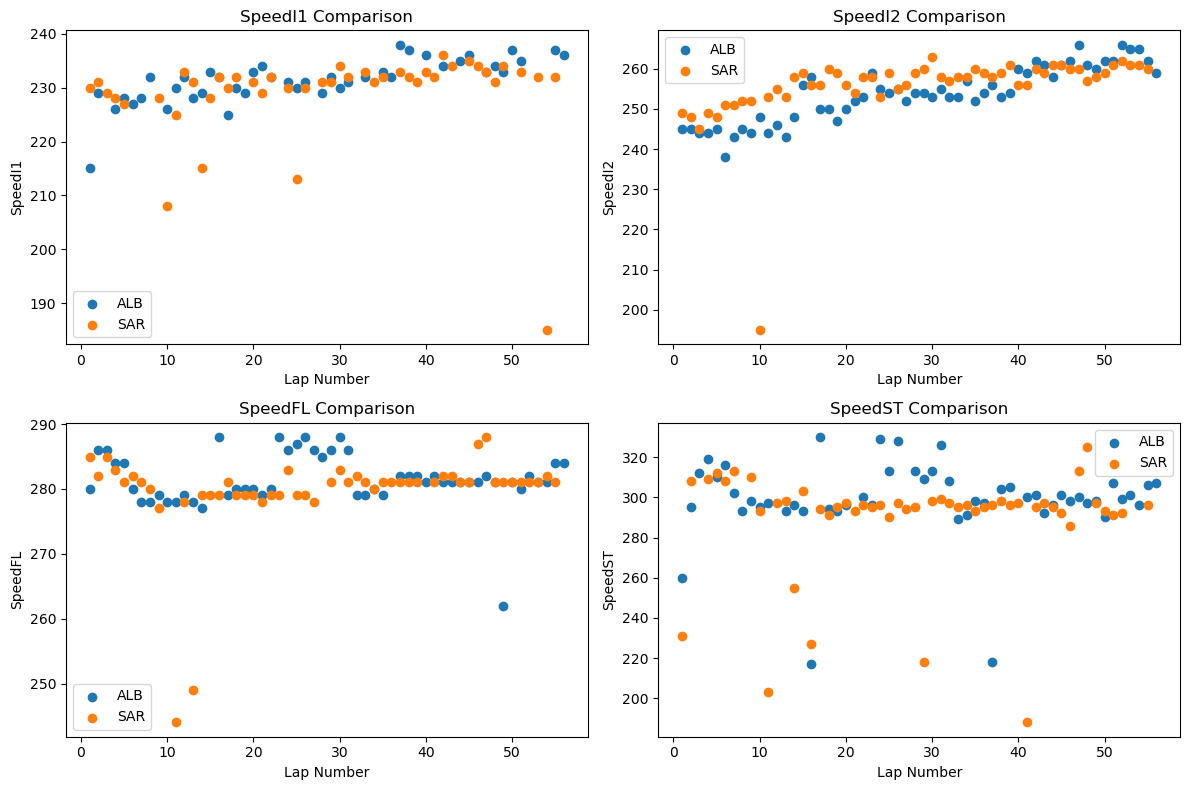 SpeedI1 Comparison
240
230
220
210
200
190
SpeedI1
ALB
SAR
0 10 20 30 40 50
Lap Number
SpeedI2 Comparison
260
250
240
230
220
210
200
SpeedI2
ALB
SAR
0 10 20 30 40 50
Lap Number
SpeedFL Comparison
290
280
270
260
250
SpeedFL
ALB
SAR
0 10 20 30 40 50
Lap Number
SpeedST Comparison
320
300
280
260
240
220
200
SpeedST
ALB
SAR
0 10 20 30 40 50
Lap Number